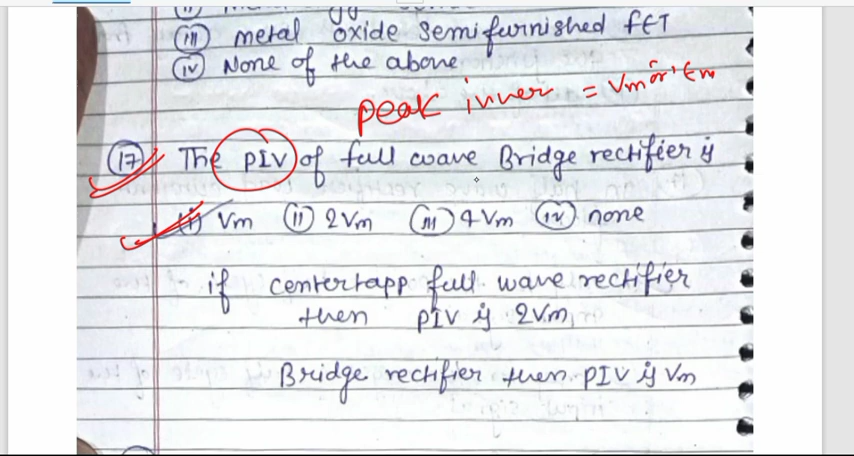 (iii) metal oxide semifurnished fET
(iv) None of the above
peak inver = Vm or Em
(17) The PIV of full wave Bridge rectifier is
(i) Vm (ii) 2Vm (iii) 4Vm (iv) none
if centertapp full wave rectifier
then PIV is 2Vm
Bridge rectifier then PIV is Vm